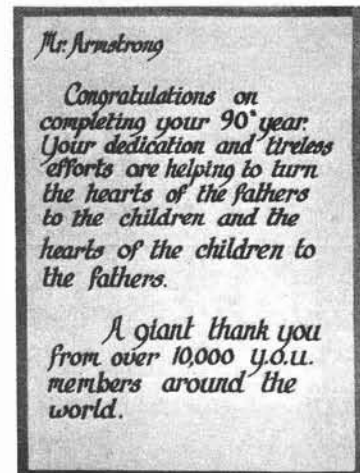 Mr. Armstrong
Congratulations on
completing your 90° year.
Your dedication and tireless
efforts are helping to turn
the hearts of the fathers
to the children and the
hearts of the children to
the fathers.
A giant thank you
from over 10,000 Y.O.U.
members around the
world.